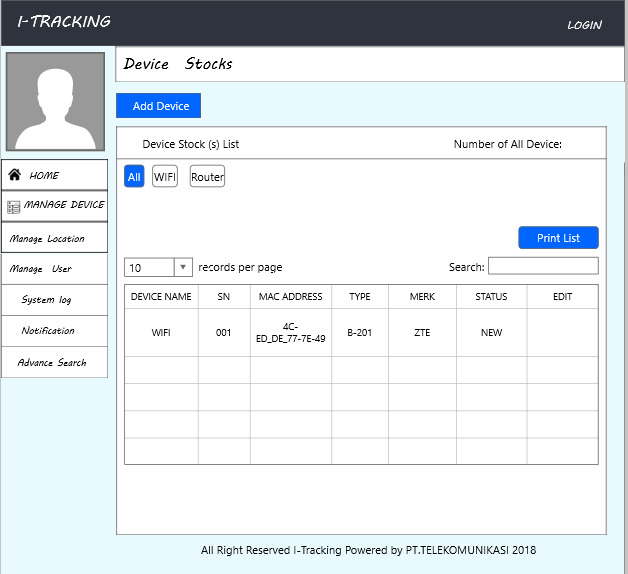 I-TRACKING
LOGIN
Device Stocks
Add Device
HOME
MANAGE DEVICE
Manage Location
Manage User
System log
Notification
Advance Search
Device Stock (s) List
Number of All Device:
All WIFI Router
Print List
10 records per page
Search:
DEVICE NAME SN MAC ADDRESS TYPE MERK STATUS EDIT
WIFI 001 4C-
ED_DE_77-7E-49 B-201 ZTE NEW
All Right Reserved I-Tracking Powered by PT.TELEKOMUNIKASI 2018